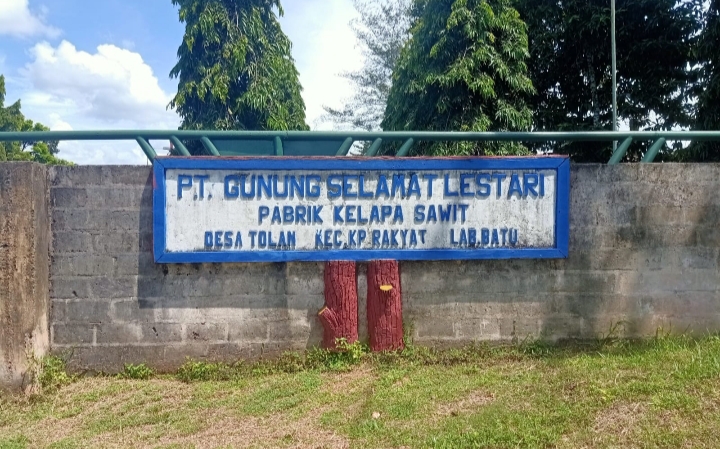 PT. GUNUNG SELAMAT LESTARI
PABRIK KELAPA SAWIT
DESA TOLAN KEC.KP.RAKYAT LAB.BATU